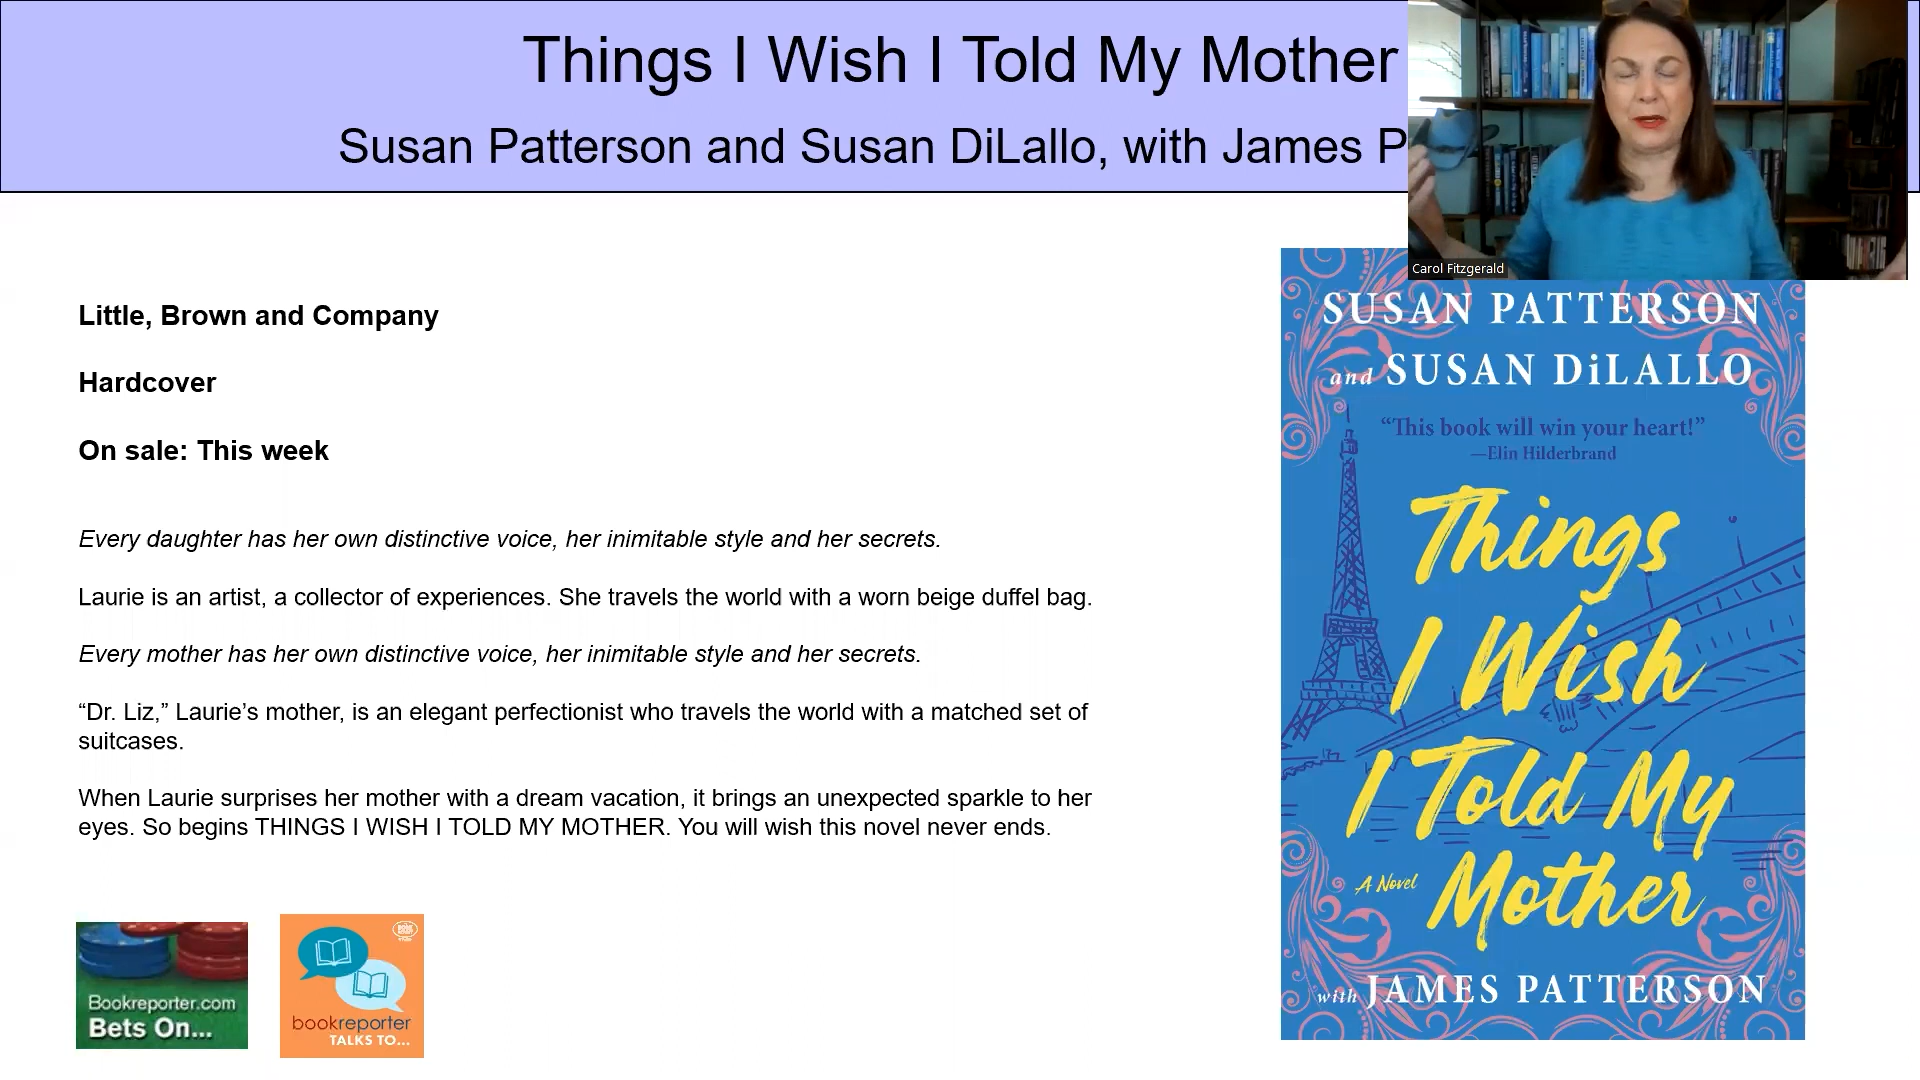 Things I Wish I Told My Mother
Susan Patterson and Susan DiLallo, with James P
Carol Fitzgerald
Little, Brown and Company
Hardcover
On sale: This week
Every daughter has her own distinctive voice, her inimitable style and her secrets.
Laurie is an artist, a collector of experiences. She travels the world with a worn beige duffel bag.
Every mother has her own distinctive voice, her inimitable style and her secrets.
“Dr. Liz,” Laurie’s mother, is an elegant perfectionist who travels the world with a matched set of
suitcases.
When Laurie surprises her mother with a dream vacation, it brings an unexpected sparkle to her
eyes. So begins THINGS I WISH I TOLD MY MOTHER. You will wish this novel never ends.
Bookreporter.com
Bets On...
bookreporter
TALKS TO...
SUSAN PATTERSON
and SUSAN DiLALLO
“This book will win your heart!”
—Elin Hilderbrand
Things
I Wish
I Told My
A Novel Mother
with JAMES PATTERSON